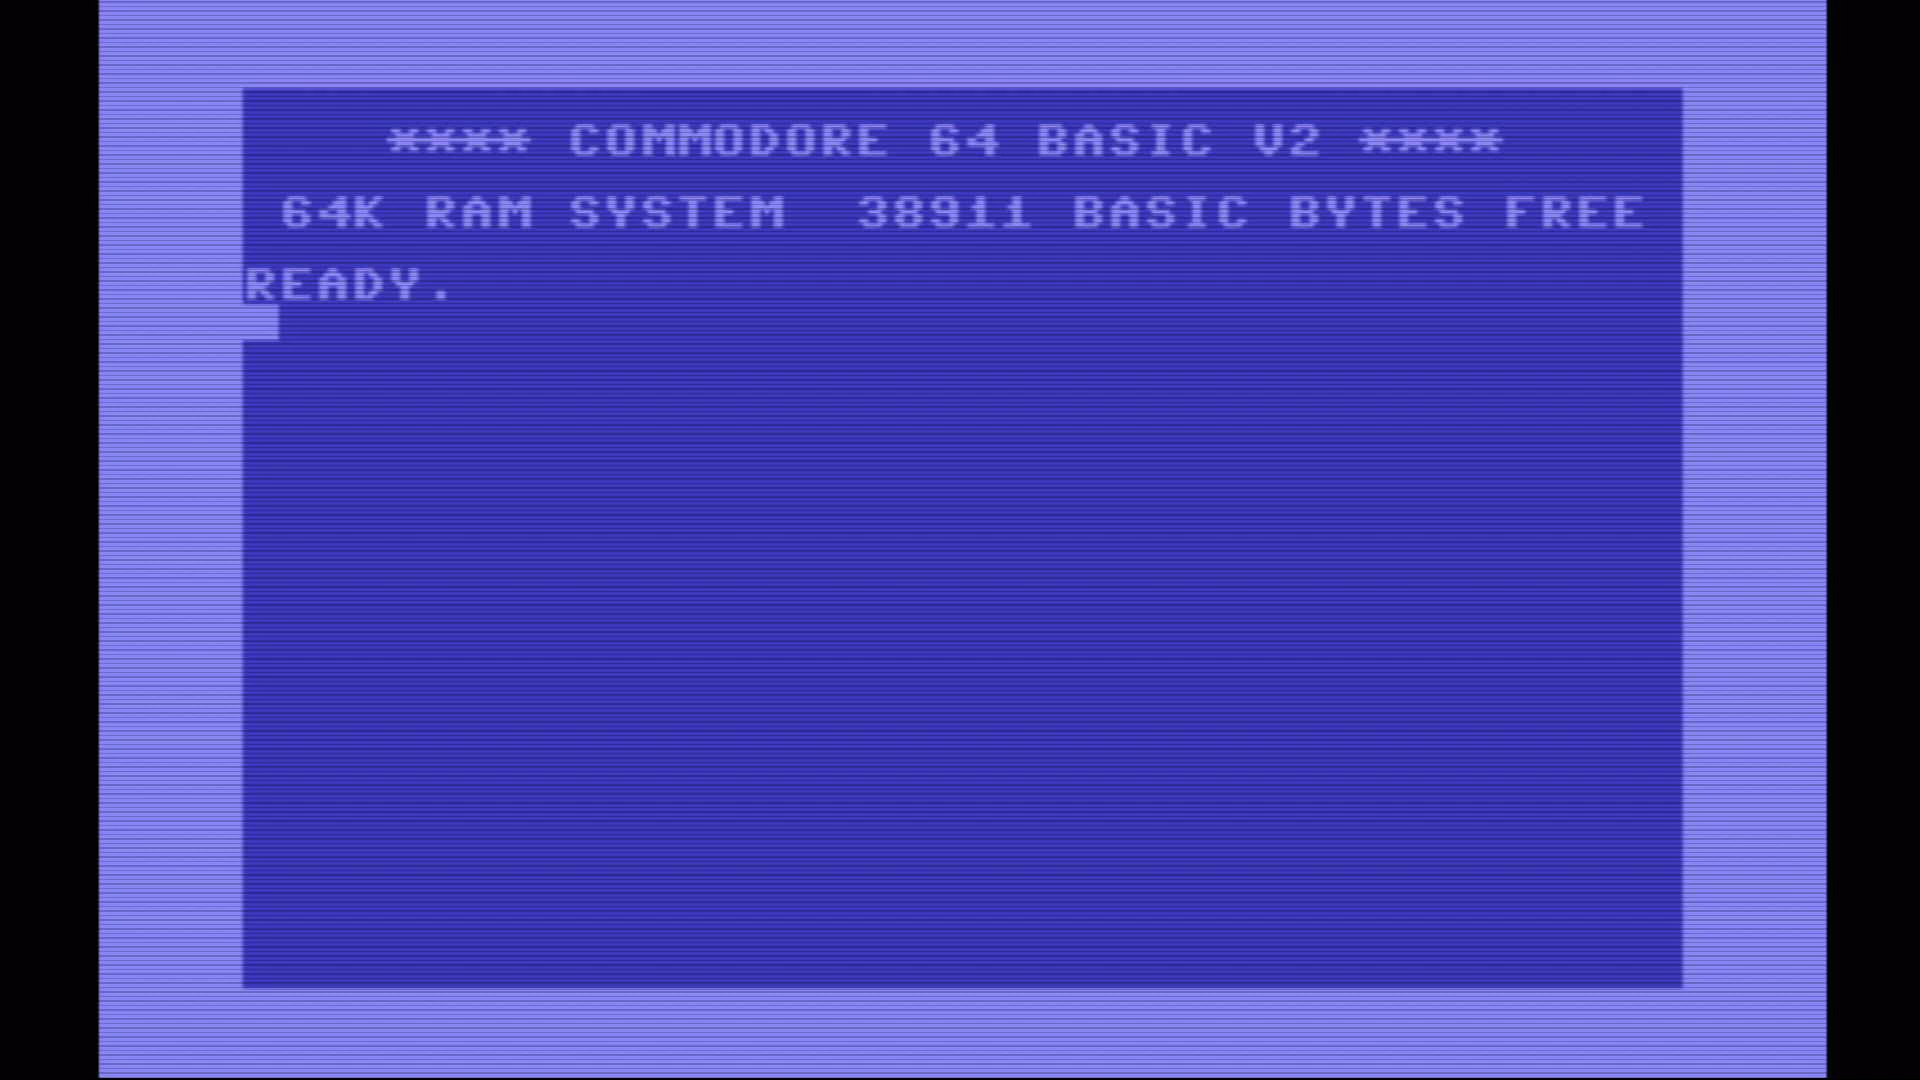 **** COMMODORE 64 BASIC V2 ****
64K RAM SYSTEM  38911 BASIC BYTES FREE
READY.